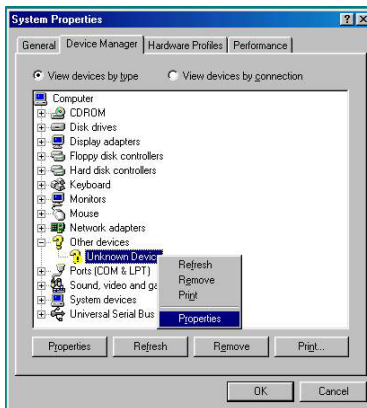 System Properties
General Device Manager Hardware Profiles Performance
View devices by type View devices by connection
Computer
CDROM
Disk drives
Display adapters
Floppy disk controllers
Hard disk controllers
Keyboard
Monitors
Mouse
Network adapters
Other devices
Unknown Devic
Ports (COM & LPT)
Sound, video and ga
System devices
Universal Serial Bus
Refresh
Remove
Print
Properties
Properties Refresh Remove Print...
OK Cancel